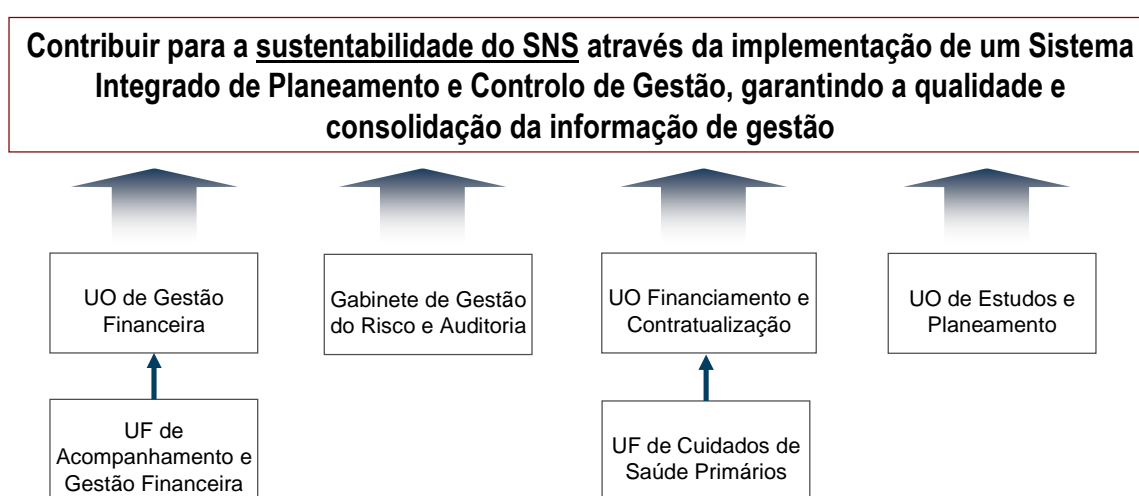 Contribuir para a sustentabilidade do SNS através da implementação de um Sistema
Integrado de Planeamento e Controlo de Gestão, garantindo a qualidade e
consolidação da informação de gestão
UO de Gestão
Financeira
Gabinete de Gestão
do Risco e Auditoria
UO Financiamento e
Contratualização
UO de Estudos e
Planeamento
UF de
Acompanhamento e
Gestão Financeira
UF de Cuidados de
Saúde Primários